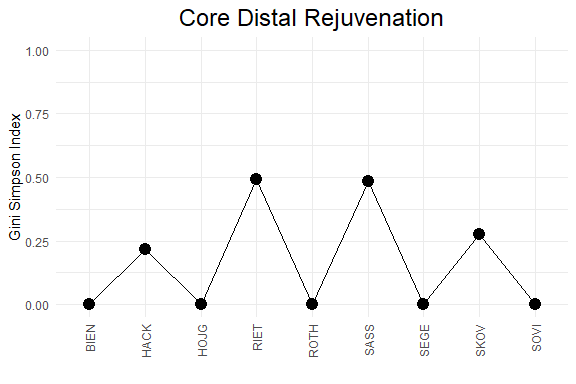 Core Distal Rejuvenation
Gini Simpson Index
1.00
0.75
0.50
0.25
0.00
BIEN
HACK
HOJG
RIET
ROTH
SASS
SEGE
SKOV
SOVI